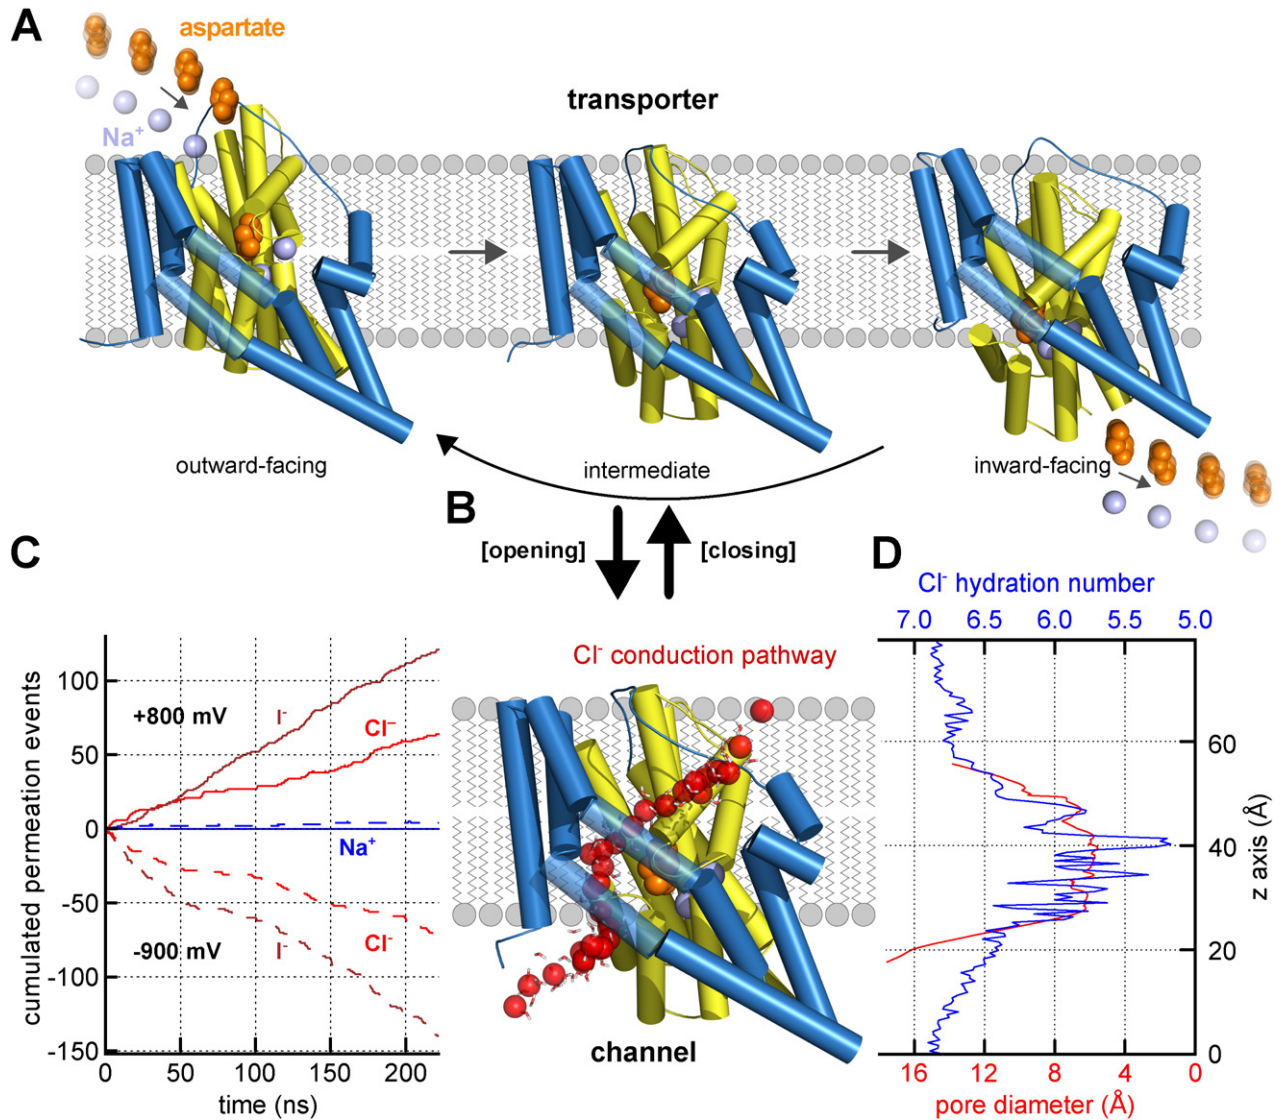 A
aspartate
Na⁺
transporter
outward-facing
intermediate
inward-facing
B
[opening] [closing]
C
cumulated permeation events
100
50
0
-50
-100
-150
+800 mV
I⁻
Cl⁻
Na⁺
-900 mV
I⁻
Cl⁻
0 50 100 150 200
time (ns)
Cl⁻ conduction pathway
channel
D
Cl⁻ hydration number
7.0 6.5 6.0 5.5 5.0
60
40
20
0
z axis (Å)
16 12 8 4 0
pore diameter (Å)